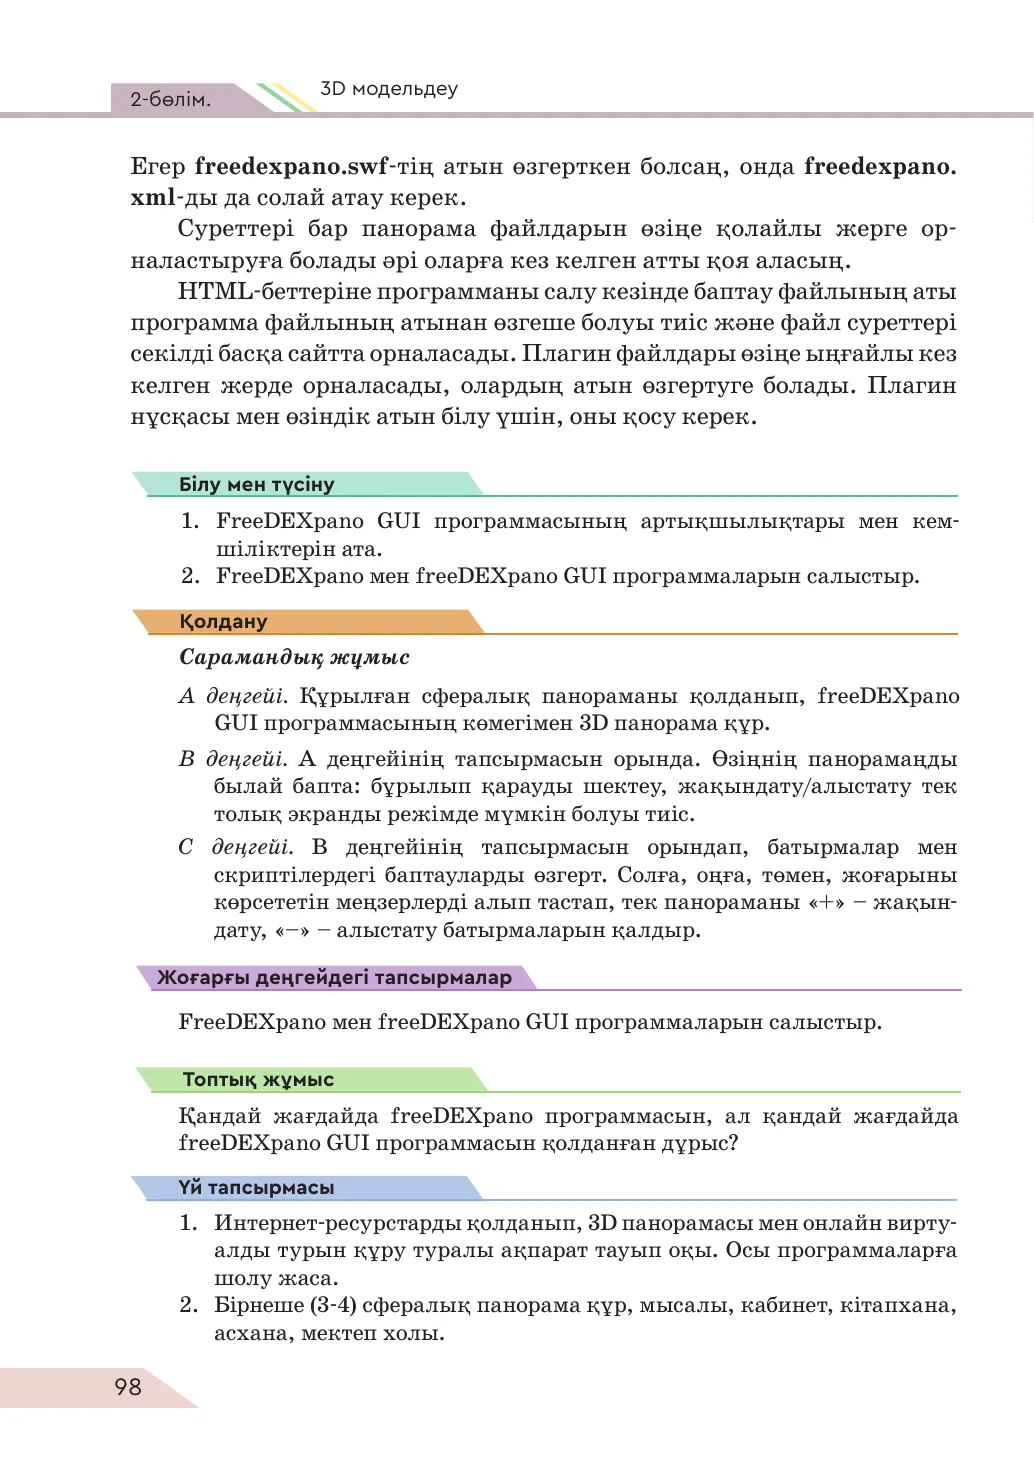 2-бөлім.
3D модельдеу
Егер freedexpano.swf-тің атын өзгерткен болсаң, онда freedexpano.
xml-ды да солай атау керек.
Суреттері бар панорама файлдарын өзіңе қолайлы жерге ор-
наластыруға болады әрі оларға кез келген атты қоя аласың.
HTML-беттеріне программаны салу кезінде баптау файлының аты
программа файлының атынан өзгеше болуы тиіс және файл суреттері
секілді басқа сайтта орналасады. Плагин файлдары өзіңе ыңғайлы кез
келген жерде орналасады, олардың атын өзгертуге болады. Плагин
нұсқасы мен өзіндік атын білу үшін, оны қосу керек.
Білу мен түсіну
1. FreeDEXpano GUI программасының артықшылықтары мен кем-
шіліктерін ата.
2. FreeDEXpano мен freeDEXpano GUI программаларын салыстыр.
Қолдану
Сарамандық жұмыс
А деңгейі. Құрылған сфералық панораманы қолданып, freeDEXpano
GUI программасының көмегімен 3D панорама құр.
В деңгейі. А деңгейінің тапсырмасын орында. Өзіңнің панорамаңды
былай бапта: бұрылып қарауды шектеу, жақындату/алыстату тек
толық экранды режімде мүмкін болуы тиіс.
С деңгейі. В деңгейінің тапсырмасын орындап, батырмалар мен
скриптілердегі баптауларды өзгерт. Солға, оңға, төмен, жоғарыны
көрсететін меңзерлерді алып тастап, тек панораманы «+» – жақын-
дату, «–» – алыстату батырмаларын қалдыр.
Жоғарғы деңгейдегі тапсырмалар
FreeDEXpano мен freeDEXpano GUI программаларын салыстыр.
Топтық жұмыс
Қандай жағдайда freeDEXpano программасын, ал қандай жағдайда
freeDEXpano GUI программасын қолданған дұрыс?
Үй тапсырмасы
1. Интернет-ресурстарды қолданып, 3D панорамасы мен онлайн вирту-
алды турын құру туралы ақпарат тауып оқы. Осы программаларға
шолу жаса.
2. Бірнеше (3-4) сфералық панорама құр, мысалы, кабинет, кітапхана,
асхана, мектеп холы.
98